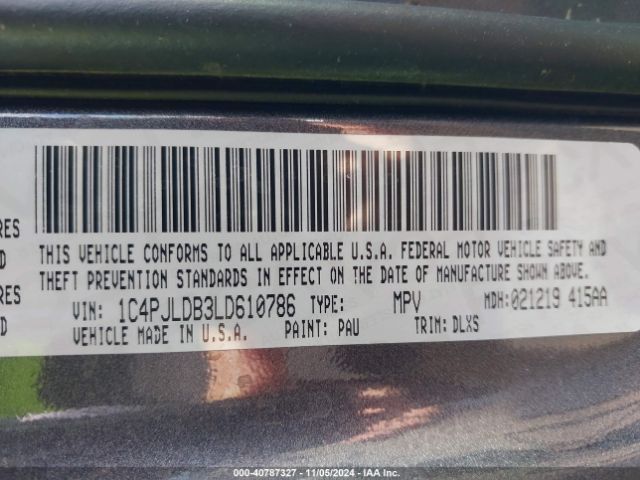 THIS VEHICLE CONFORMS TO ALL APPLICABLE U.S.A. FEDERAL MOTOR VEHICLE SAFETY AND
THEFT PREVENTION STANDARDS IN EFFECT ON THE DATE OF MANUFACTURE SHOWN ABOVE.
VIN: 1C4PJLDB3LD610786 TYPE: MPV MDH:021219 415AA
VEHICLE MADE IN U.S.A. PAINT: PAU TRIM: DLXS
000-40787327 - 11/05/2024 - IAA Inc.